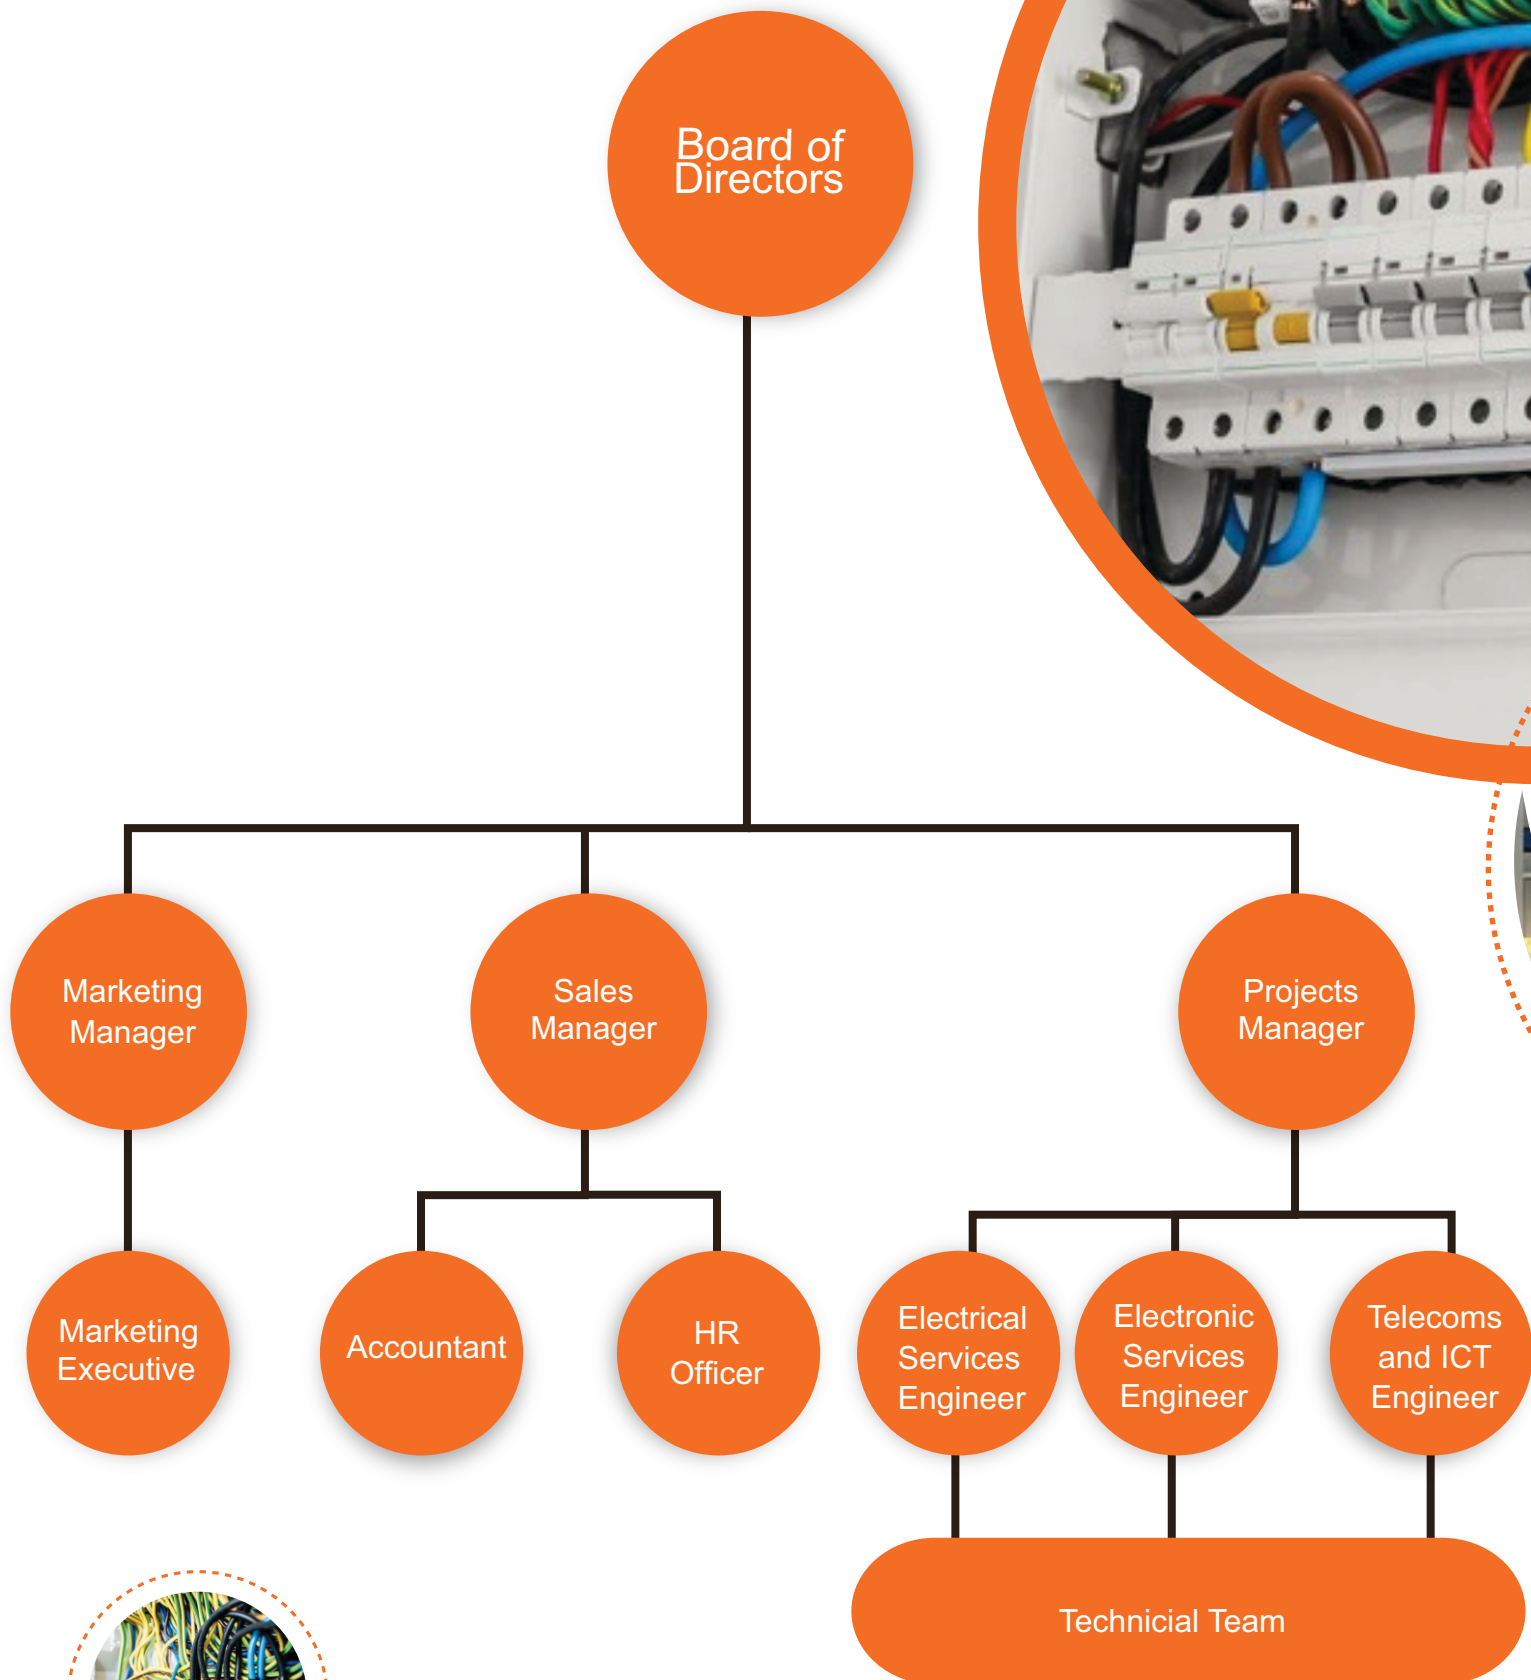 Board of
Directors
Marketing
Manager
Sales
Manager
Projects
Manager
Marketing
Executive
Accountant
HR
Officer
Electrical
Services
Engineer
Electronic
Services
Engineer
Telecoms
and ICT
Engineer
Technicial Team